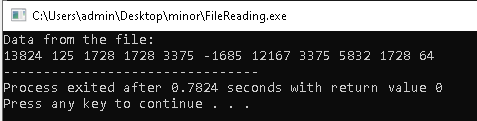 C:\Users\admin\Desktop\minor\FileReading.exe
Data from the file:
13824 125 1728 1728 3375 -1685 12167 3375 5832 1728 64
--------------------------------
Process exited after 0.7824 seconds with return value 0
Press any key to continue . . .